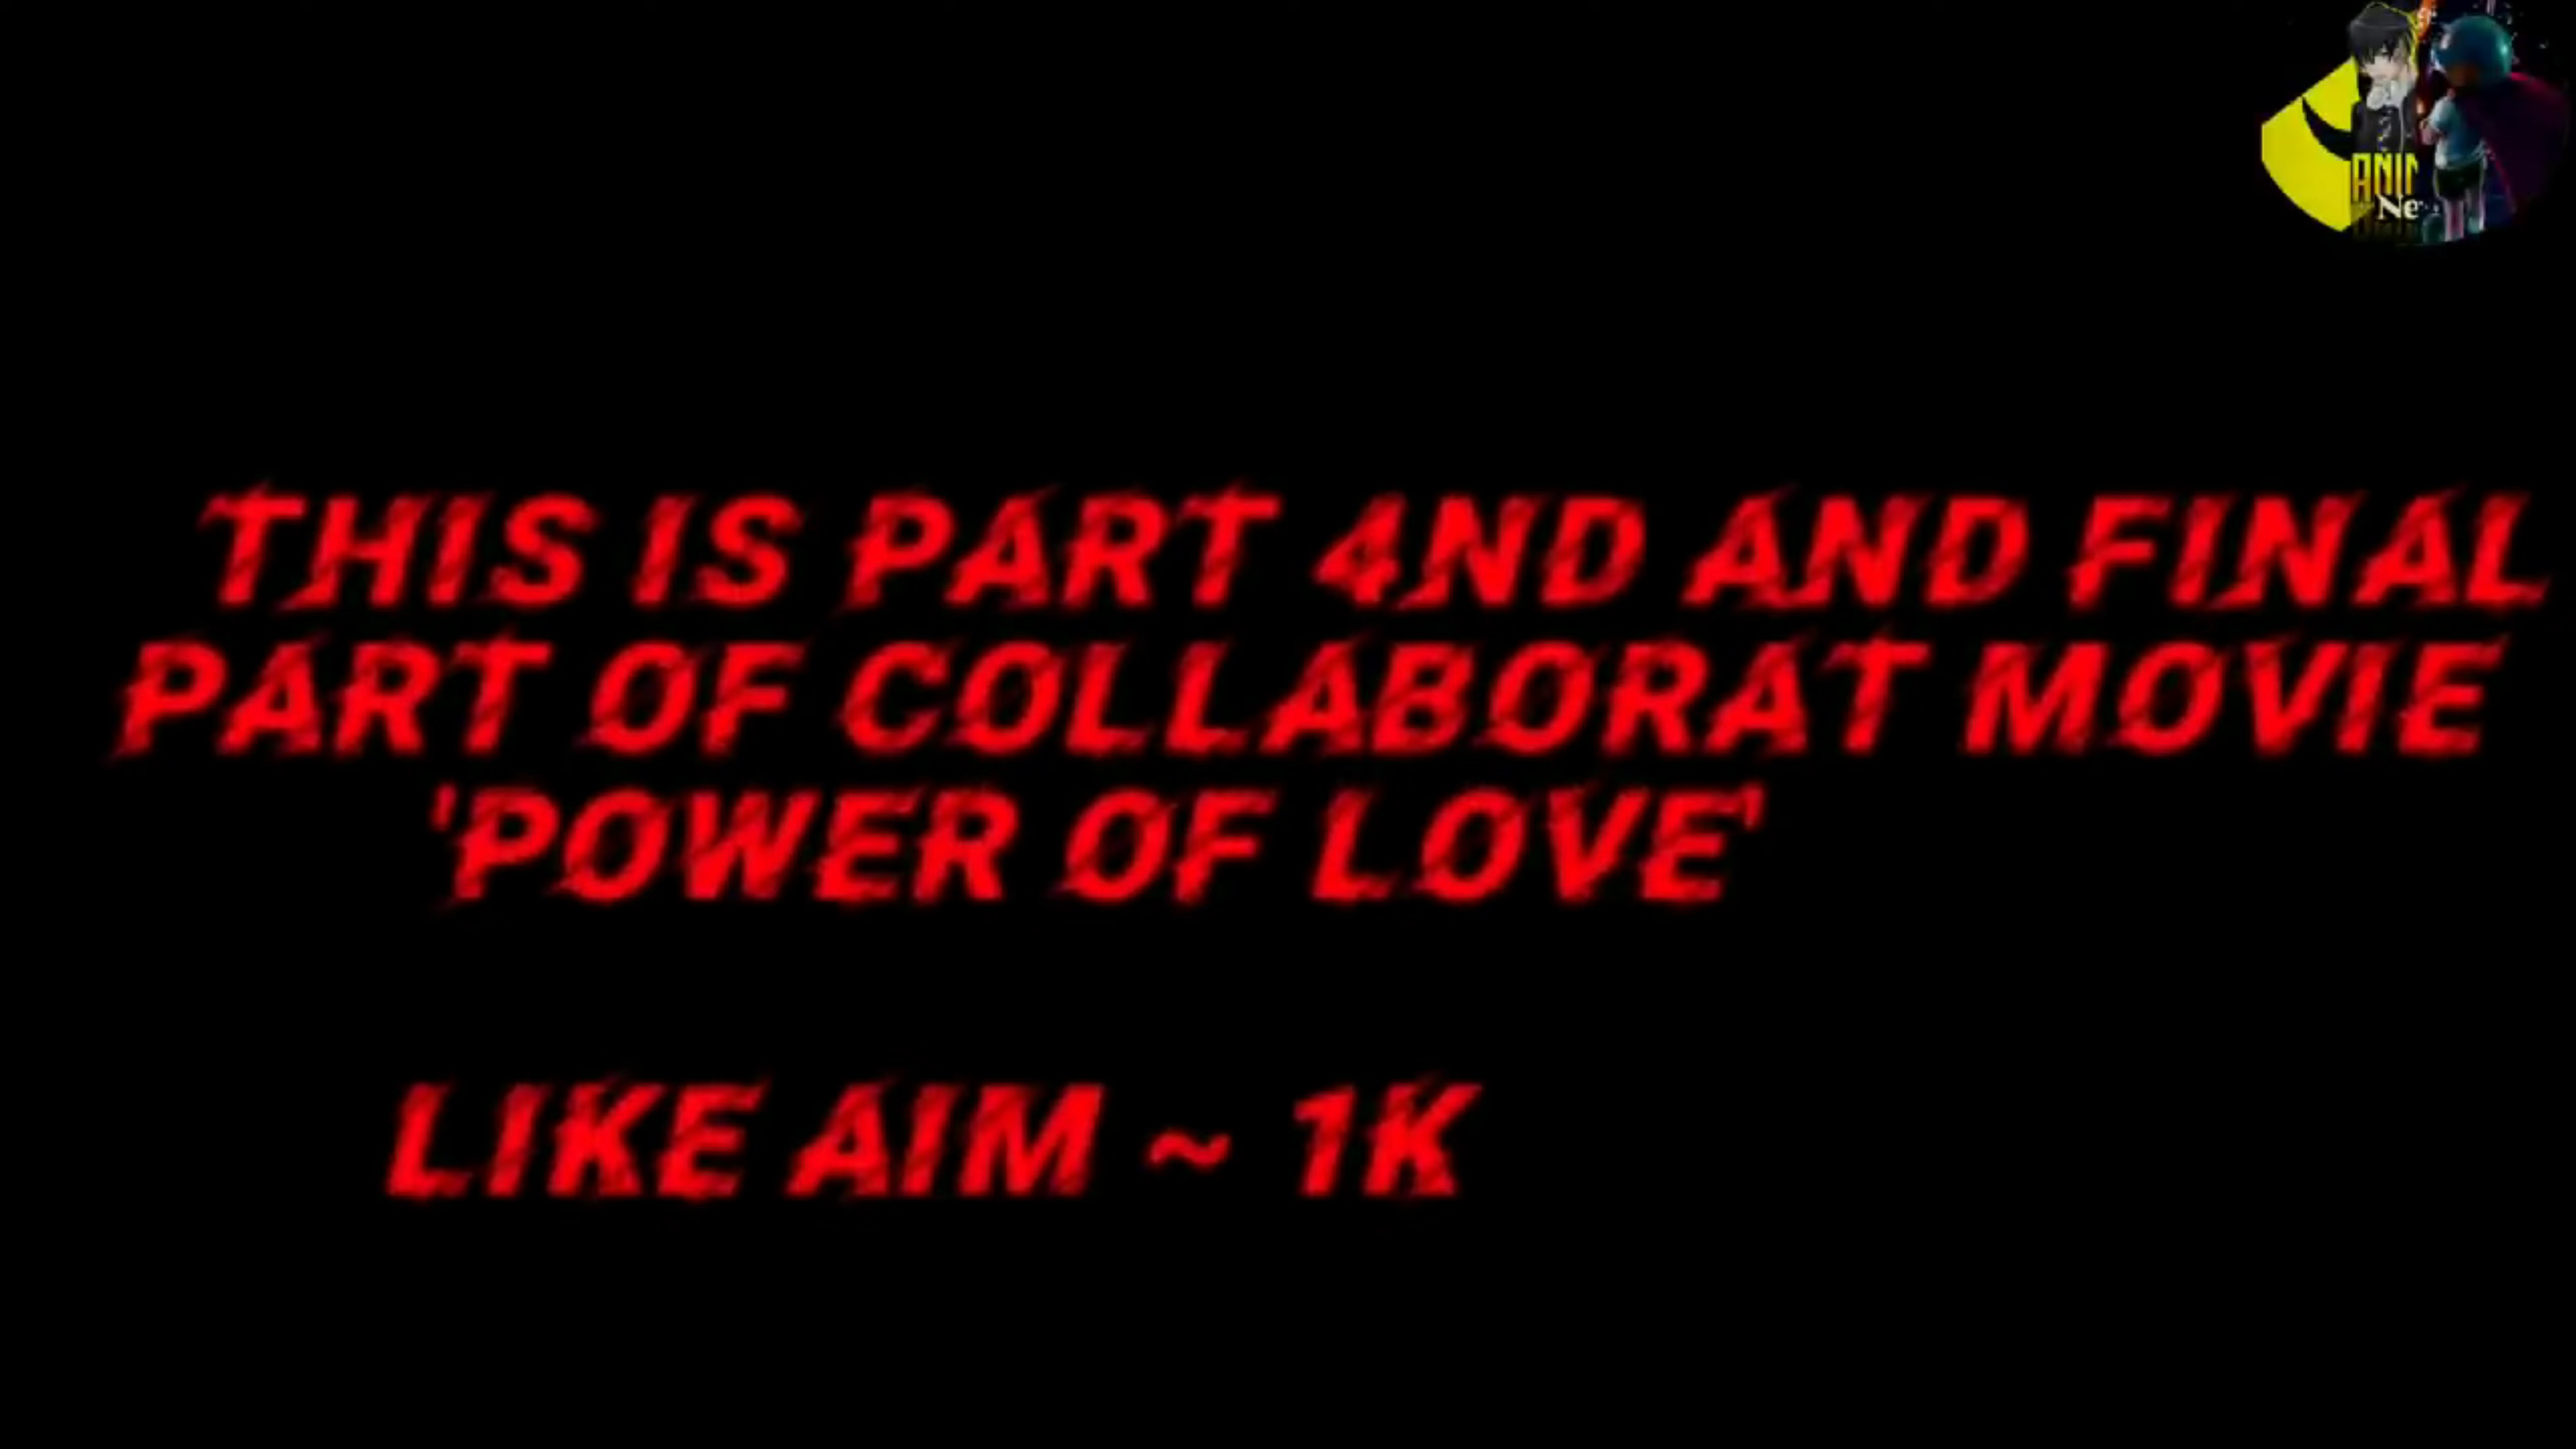 THIS IS PART 4ND AND FINAL
PART OF COLLABORAT MOVIE
'POWER OF LOVE'
LIKE AIM ~ 1K